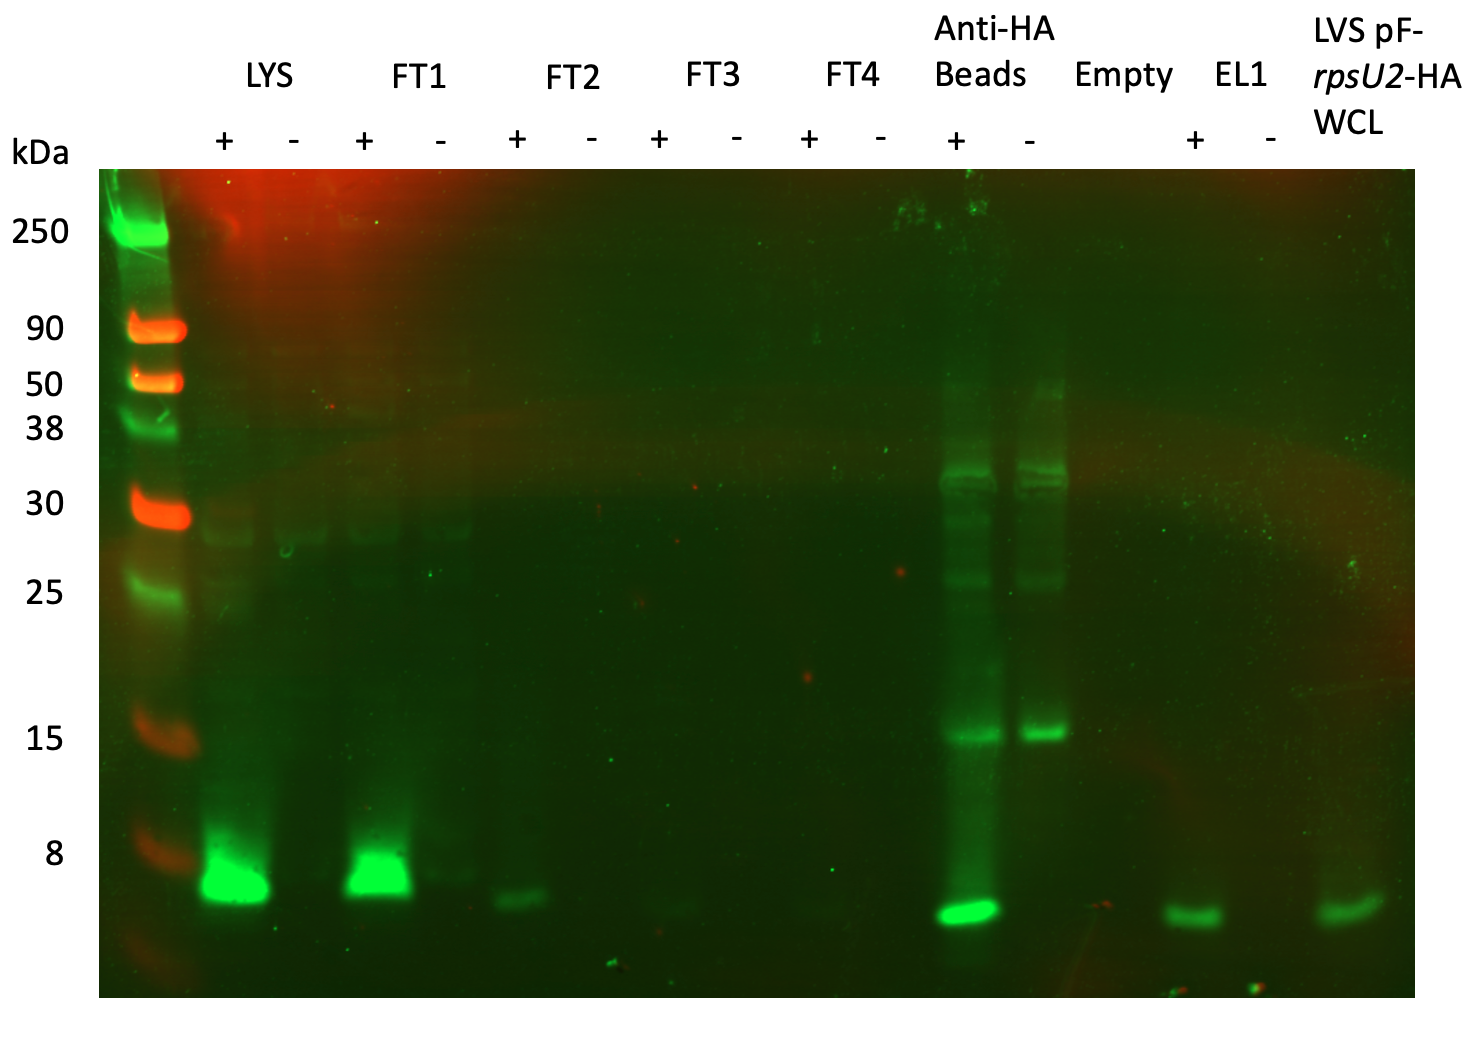 Anti-HA
Beads
LVS pF-
rpsU2-HA
WCL
LYS
FT1
FT2
FT3
FT4
Empty
EL1
+ - + - + - + - + - + - + -
kDa
250
90
50
38
30
25
15
8